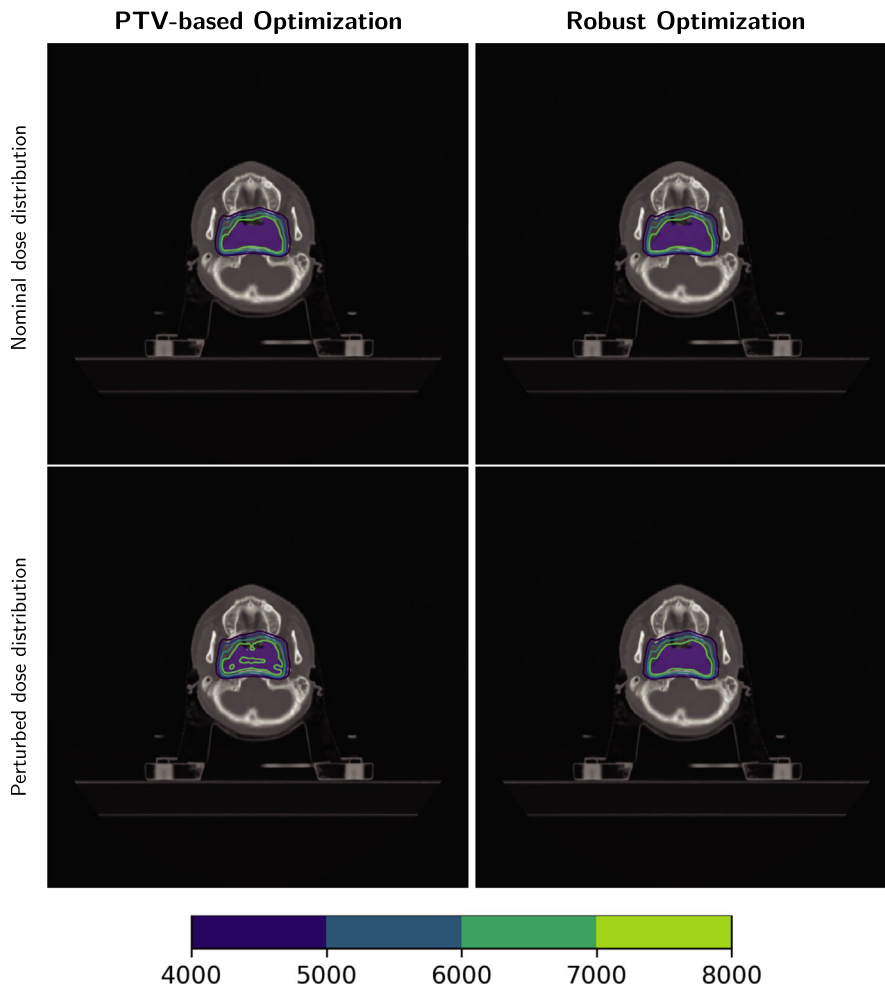 PTV-based Optimization
Robust Optimization
Nominal dose distribution
Perturbed dose distribution
4000 5000 6000 7000 8000